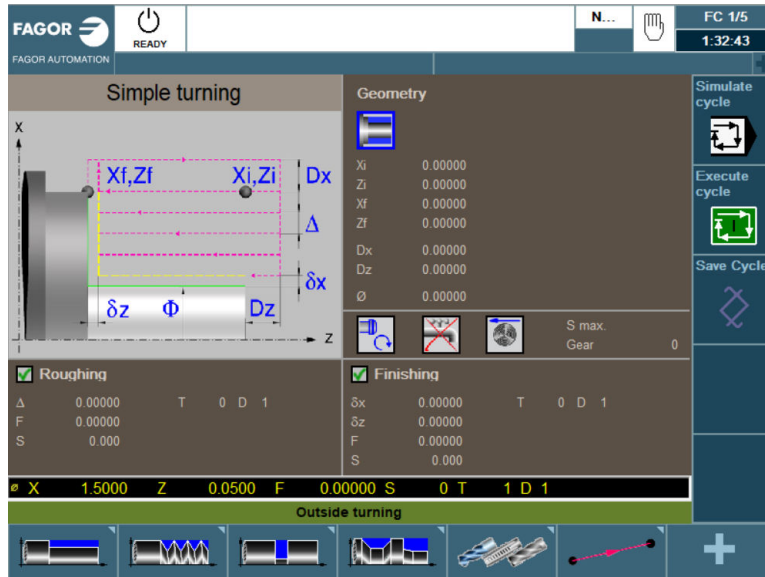 FAGOR
READY
N...
FC 1/5
1:32:43
FAGOR AUTOMATION
Simple turning
X
Xf,Zf
Xi,Zi
Dx
Δ
δx
δz
Φ
Dz
Z
Geometry
Xi 0.00000
Zi 0.00000
Xf 0.00000
Zf 0.00000
Dx 0.00000
Dz 0.00000
Ø 0.00000
S max.
Gear 0
Simulate
cycle
Execute
cycle
Save Cycle
Roughing
Δ 0.00000 T 0 D 1
F 0.00000
S 0.000
Finishing
δx 0.00000 T 0 D 1
δz 0.00000
F 0.00000
S 0.000
ø X 1.5000 Z 0.0500 F 0.00000 S 0 T 1 D 1
Outside turning